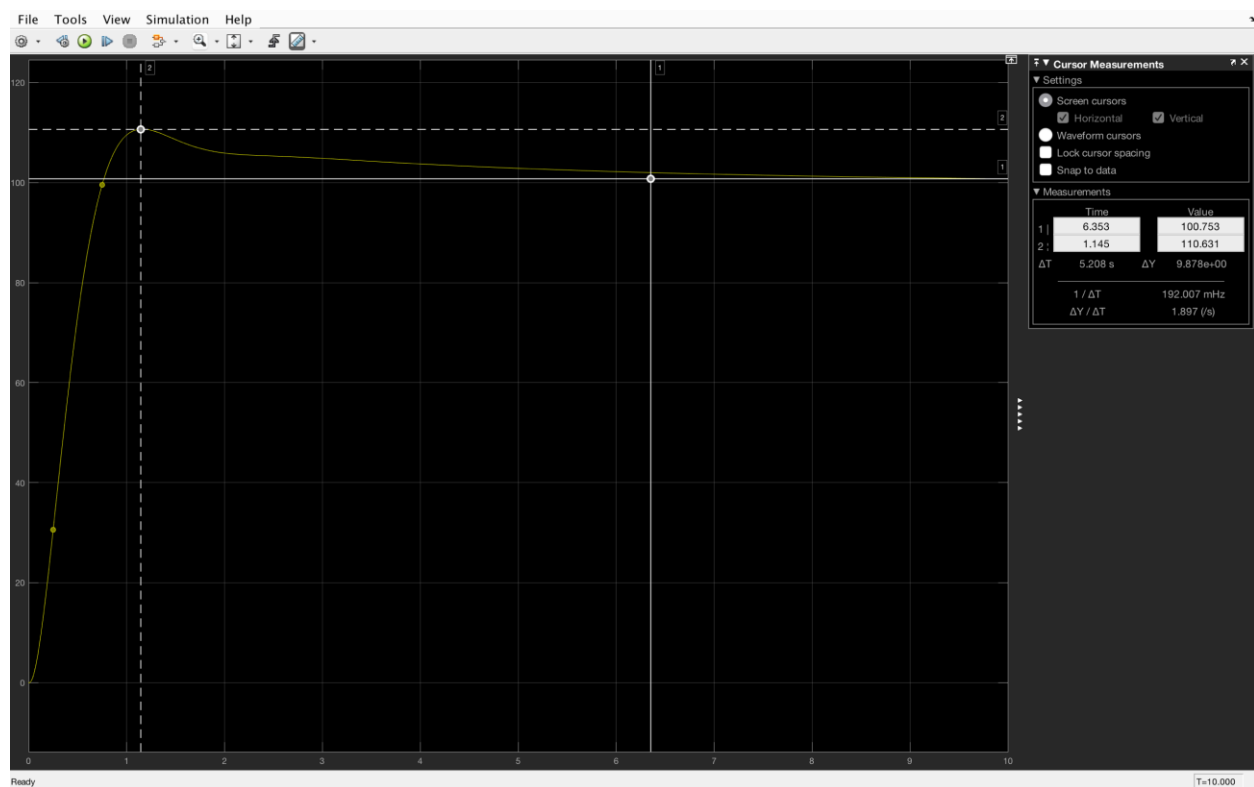 File Tools View Simulation Help
2
1
120
100
80
60
40
20
0
2
1
0 1 2 3 4 5 6 7 8 9 10
Cursor Measurements
Settings
Screen cursors
Horizontal Vertical
Waveform cursors
Lock cursor spacing
Snap to data
Measurements
Time Value
1 | 6.353 100.753
2 ¦ 1.145 110.631
ΔT 5.208 s ΔY 9.878e+00
1 / ΔT 192.007 mHz
ΔY / ΔT 1.897 (/s)
Ready T=10.000